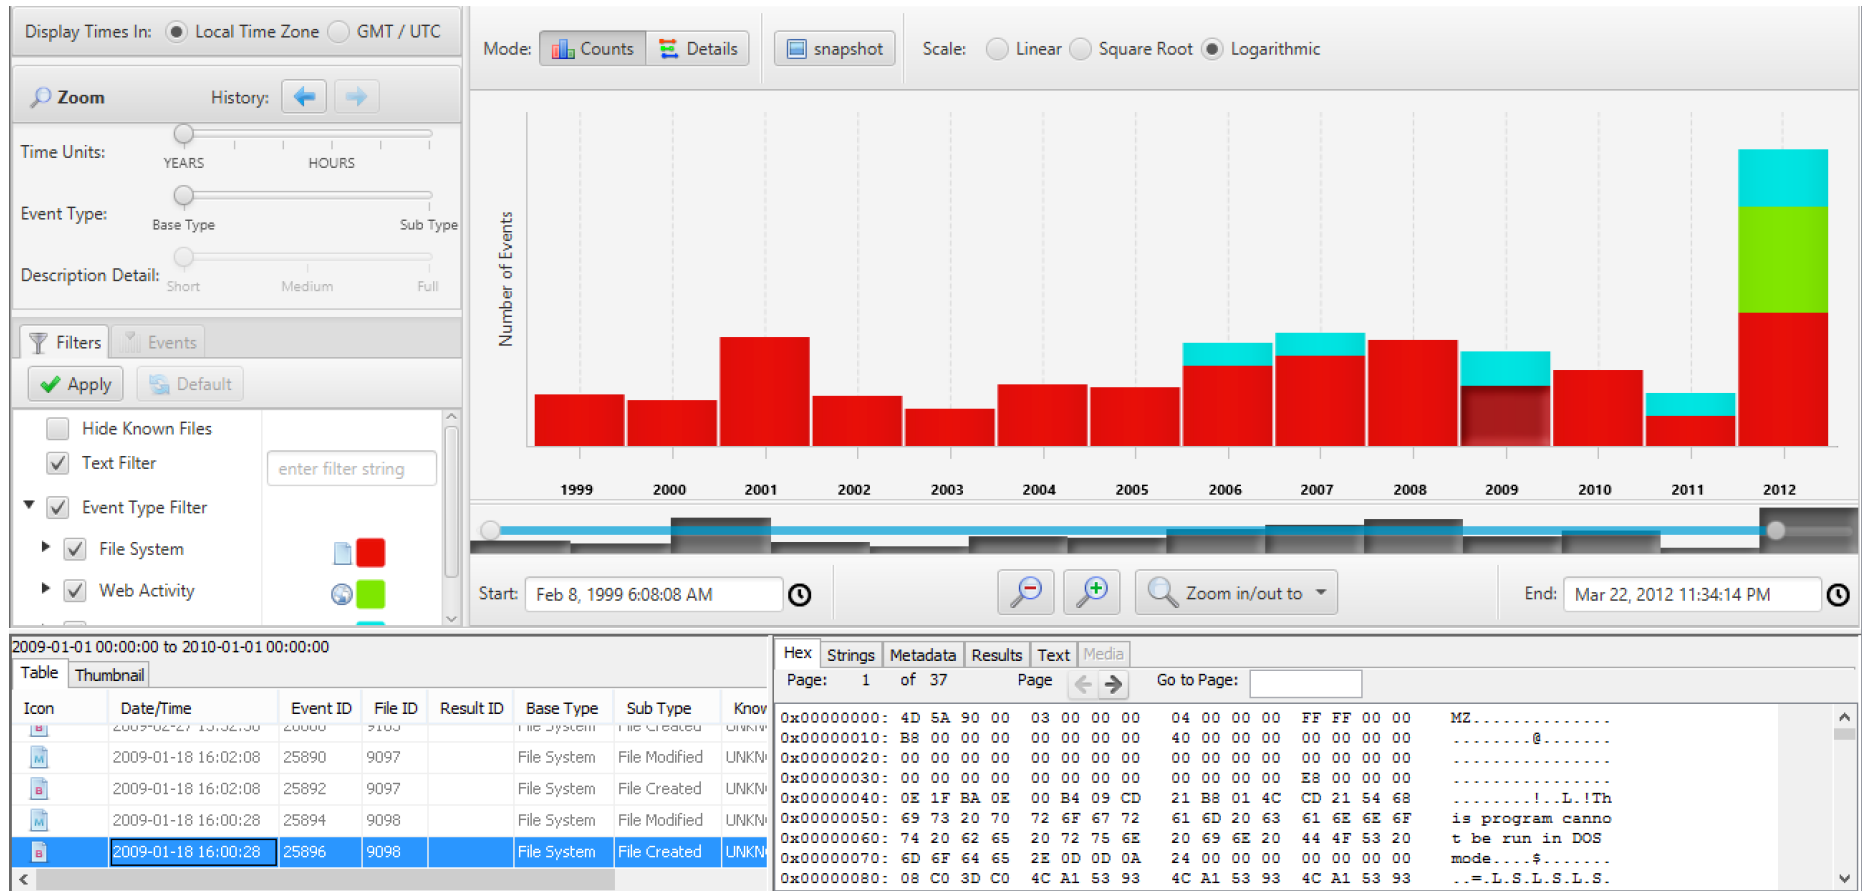 Display Times In: Local Time Zone GMT / UTC
Zoom History:
Time Units: YEARS HOURS
Event Type: Base Type Sub Type
Description Detail: Short Medium Full
Filters Events
Apply Default
Hide Known Files
Text Filter enter filter string
Event Type Filter
File System
Web Activity
Mode: Counts Details snapshot Scale: Linear Square Root Logarithmic
Number of Events
1999 2000 2001 2002 2003 2004 2005 2006 2007 2008 2009 2010 2011 2012
Start: Feb 8, 1999 6:08:08 AM Zoom in/out to End: Mar 22, 2012 11:34:14 PM
2009-01-01 00:00:00 to 2010-01-01 00:00:00
Table Thumbnail
Icon Date/Time Event ID File ID Result ID Base Type Sub Type Know
B File System File Created
M 2009-01-18 16:02:08 25890 9097 File System File Modified UNKN
B 2009-01-18 16:02:08 25892 9097 File System File Created UNKN
M 2009-01-18 16:00:28 25894 9098 File System File Modified UNKN
B 2009-01-18 16:00:28 25896 9098 File System File Created UNKN
Hex Strings Metadata Results Text Media
Page: 1 of 37 Page Go to Page:
0x00000000: 4D 5A 90 00 03 00 00 00 04 00 00 00 FF FF 00 00 MZ..............
0x00000010: B8 00 00 00 00 00 00 00 40 00 00 00 00 00 00 00 ........@.......
0x00000020: 00 00 00 00 00 00 00 00 00 00 00 00 00 00 00 00 ................
0x00000030: 00 00 00 00 00 00 00 00 00 00 00 00 E8 00 00 00 ................
0x00000040: 0E 1F BA 0E 00 B4 09 CD 21 B8 01 4C CD 21 54 68 ........!..L.!Th
0x00000050: 69 73 20 70 72 6F 67 72 61 6D 20 63 61 6E 6E 6F is program canno
0x00000060: 74 20 62 65 20 72 75 6E 20 69 6E 20 44 4F 53 20 t be run in DOS
0x00000070: 6D 6F 64 65 2E 0D 0D 0A 24 00 00 00 00 00 00 00 mode....$.......
0x00000080: 08 C0 3D C0 4C A1 53 93 4C A1 53 93 4C A1 53 93 ..=.L.S.L.S.L.S.